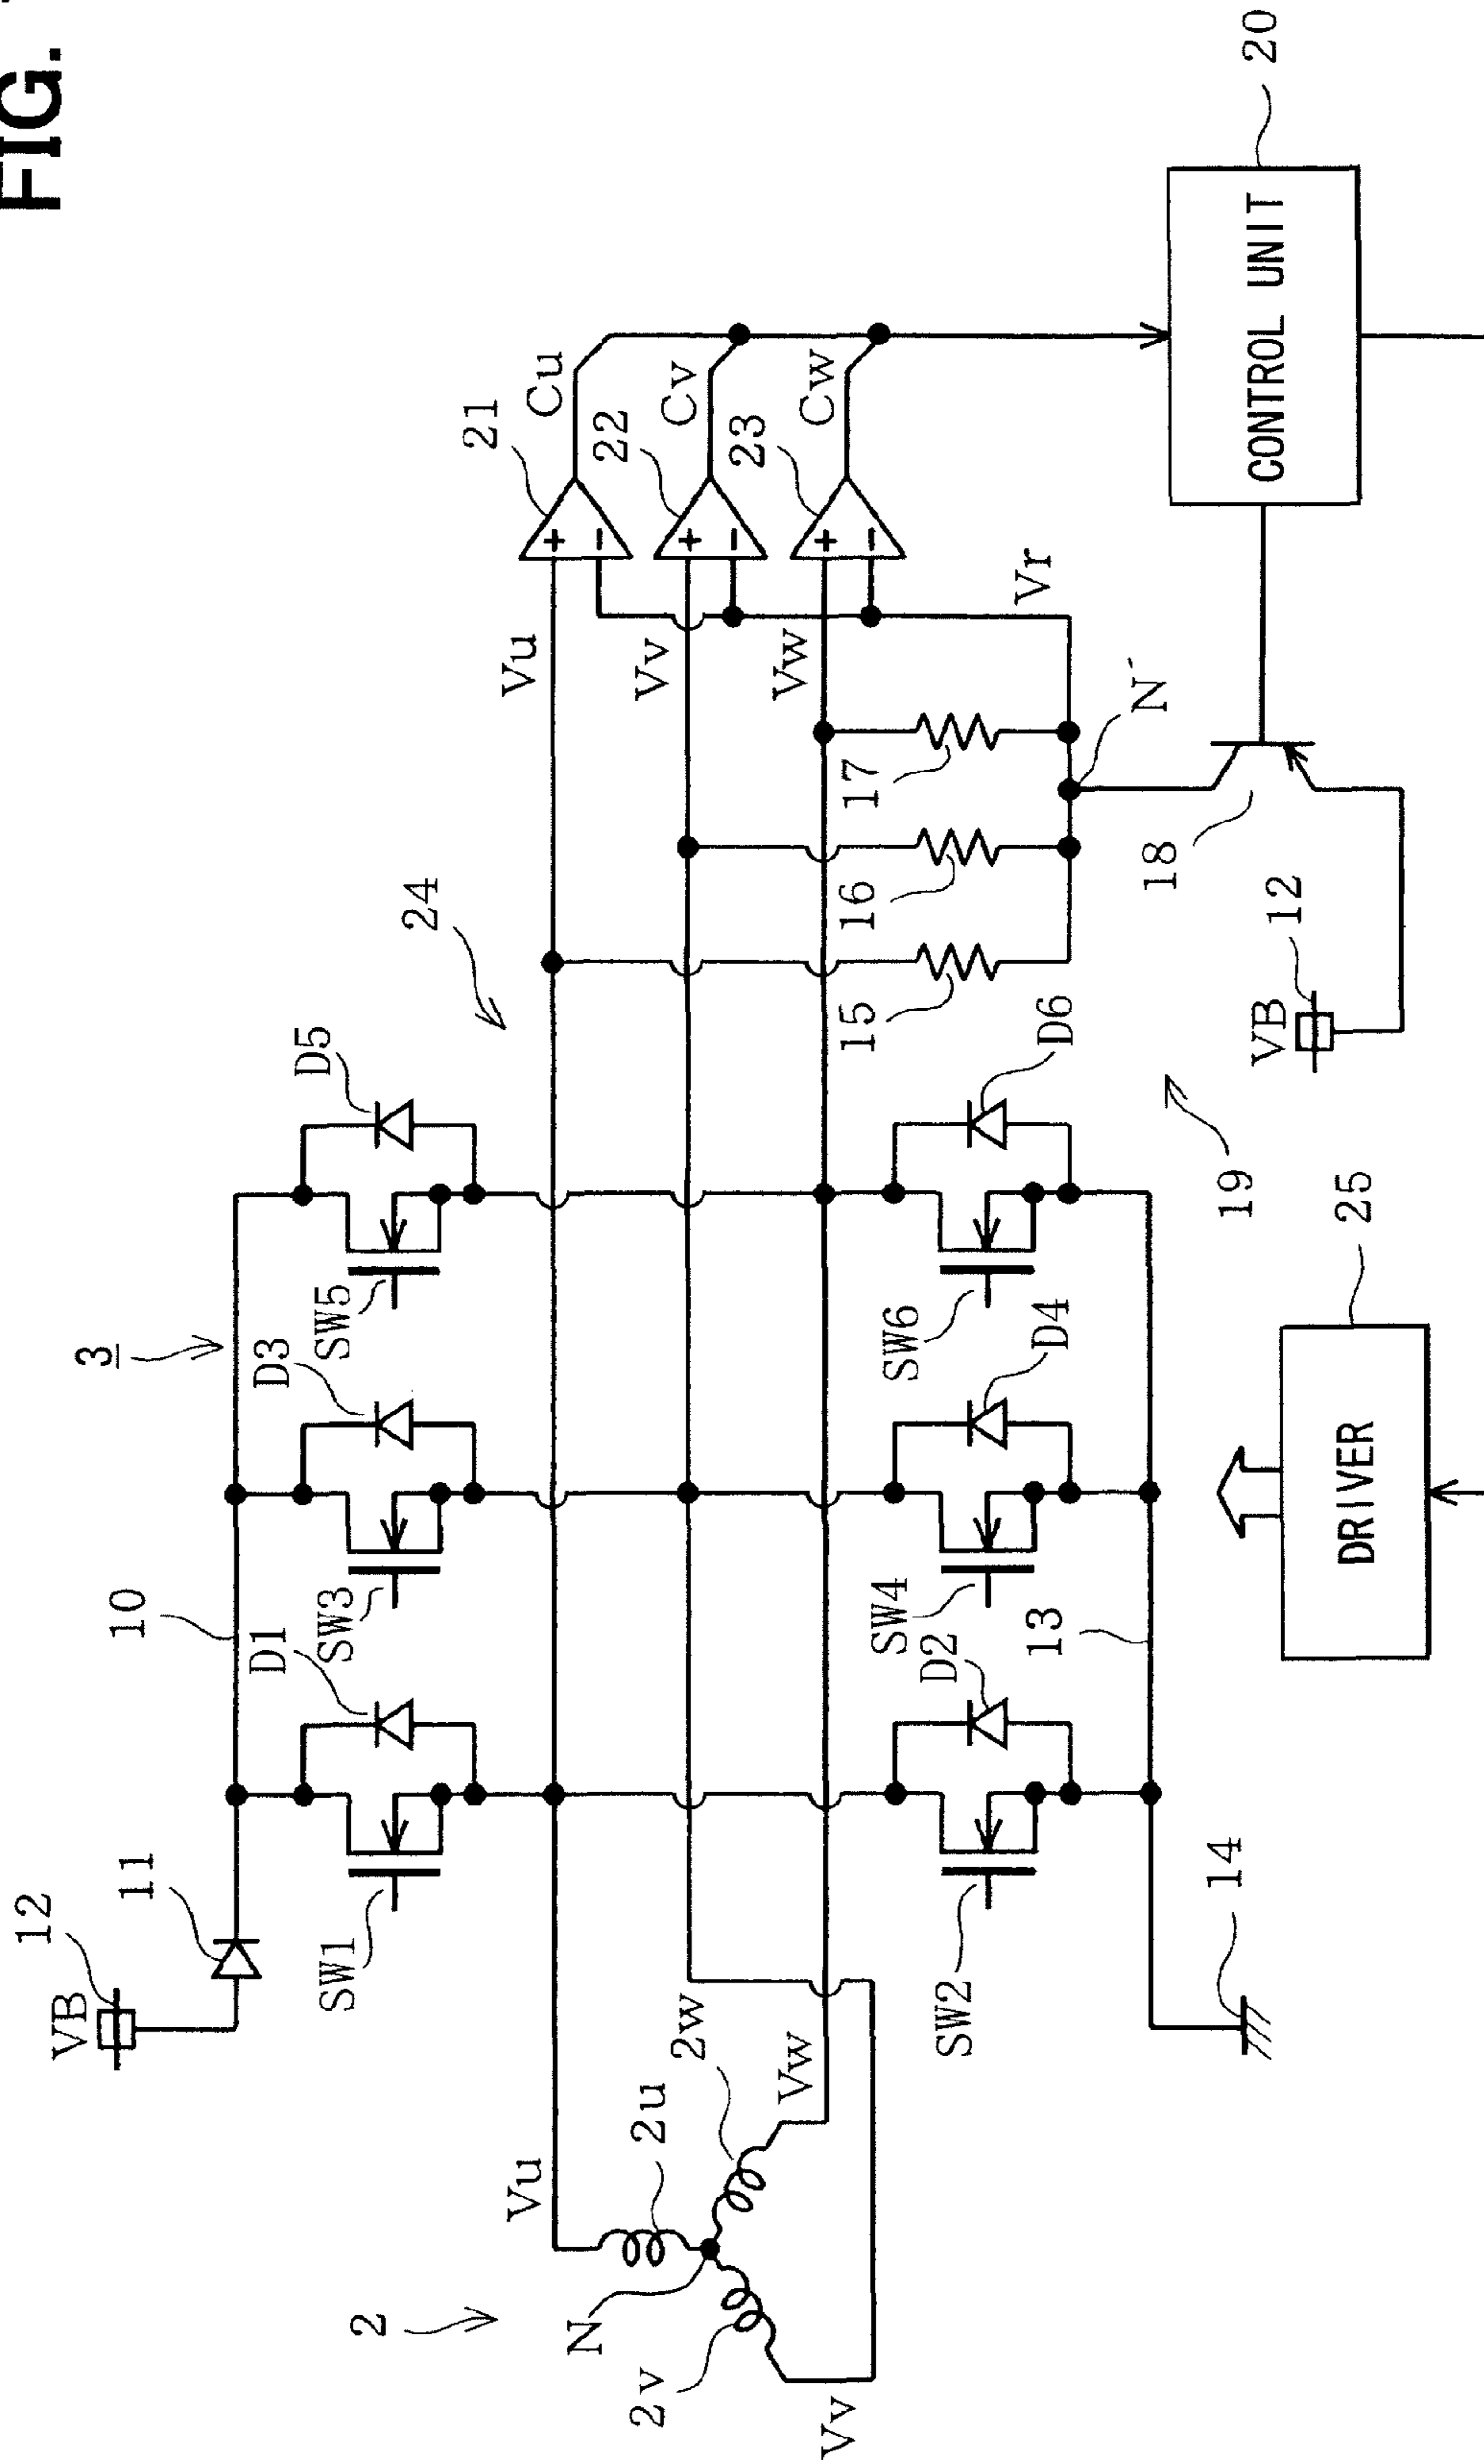 FIG.
3
VB
12
11
10
D1
D3
D5
SW1
SW3
SW5
24
2
Vu
2u
N
2w
2v
Vw
Vv
Vu
Vv
Vw
21
22
23
Cu
Cv
Cw
+
−
+
−
+
−
Vr
15
16
17
N'
SW2
D2
SW4
D4
SW6
D6
13
14
19
VB
12
18
DRIVER
25
CONTROL UNIT
20